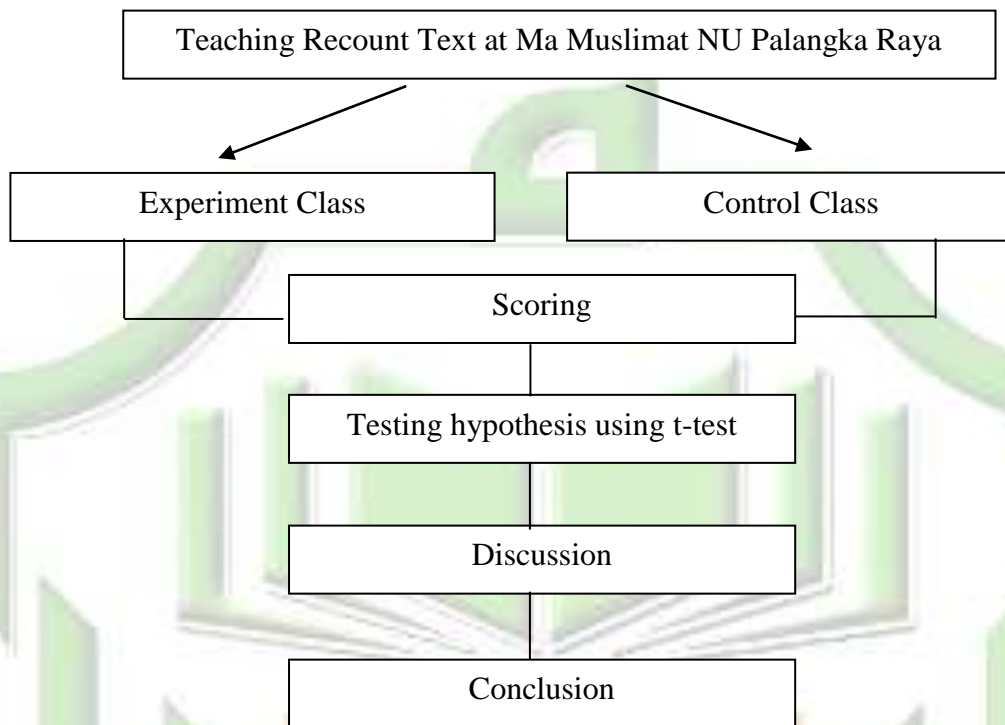 Teaching Recount Text at Ma Muslimat NU Palangka Raya
Experiment Class
Control Class
Scoring
Testing hypothesis using t-test
Discussion
Conclusion